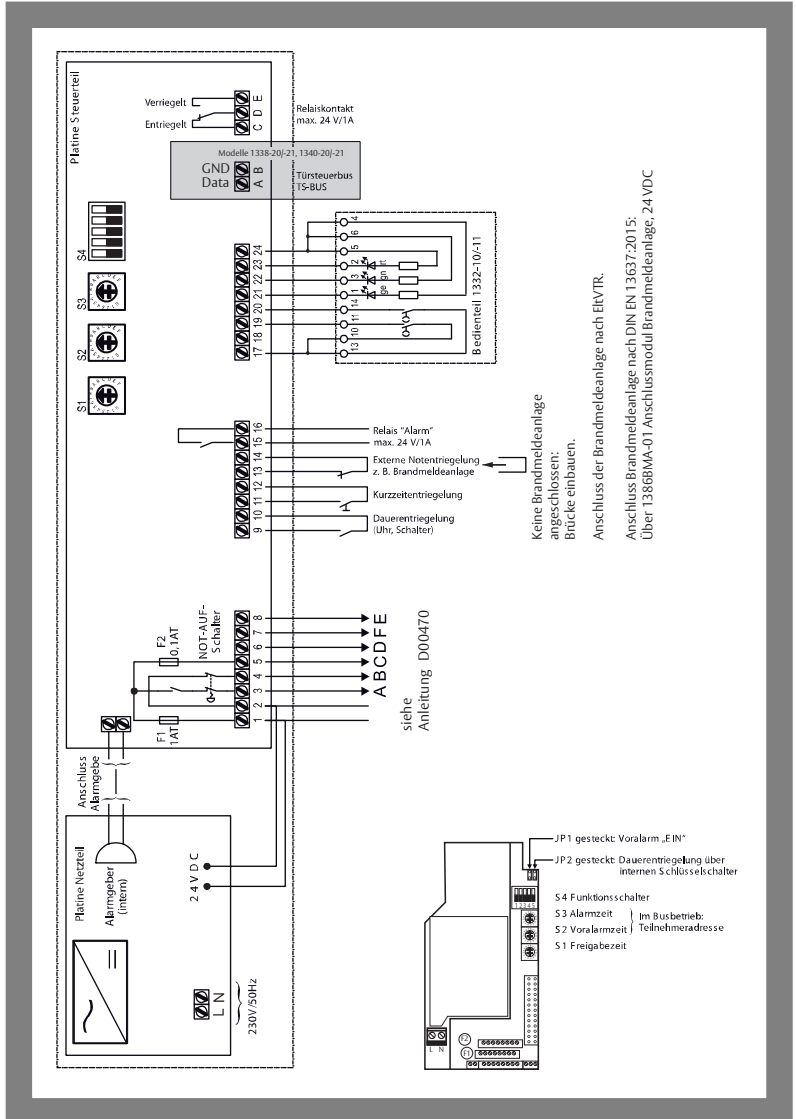 Platine Steuerteil
Verriegelt
Entriegelt
E
D
C
Relaiskontakt
max. 24 V/1A
Modelle 1338-20/-21, 1340-20/-21
GND
Data
B
A
Türsteuerbus
TS-BUS
S4
S3
S2
S1
24
23
22
21
20
19
18
17
4
6
5
2
3
1
14
11
10
13
rt
gn
ge
Bedienteil 1332-10/-11
16
15
14
13
12
11
10
9
Relais "Alarm"
max. 24 V/1A
Externe Notentriegelung
z. B. Brandmeldeanlage
Kurzzeitentriegelung
Dauerentriegelung
(Uhr, Schalter)
Keine Brandmeldeanlage
angeschlossen:
Brücke einbauen.
Anschluss der Brandmeldeanlage nach EltVTR.
Anschluss Brandmeldeanlage nach DIN EN 13637:2015:
Über 1386BMA-01 Anschlussmodul Brandmeldeanlage, 24 VDC
NOT-AUF-
Schalter
F2
0,1AT
F1
1AT
8
7
6
5
4
3
2
1
A B C D F E
siehe
Anleitung D00470
Anschluss
Alarmgebe
Platine Netzteil
Alarmgeber
(intern)
24VDC
L N
230V/50Hz
JP1 gesteckt: Voralarm „EIN"
JP2 gesteckt: Dauerentriegelung über
internen Schlüsselschalter
S4 Funktionsschalter
S3 Alarmzeit
S2 Voralarmzeit
S1 Freigabezeit
Im Busbetrieb:
Teilnehmeradresse
1 2 3 4 5
L N
F2
F1